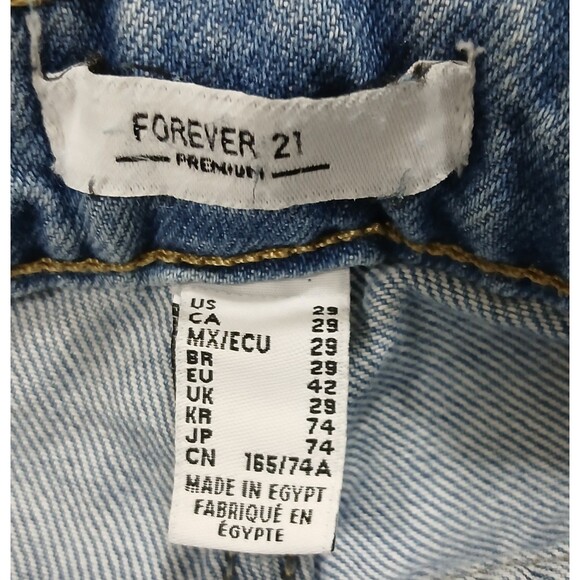 FOREVER 21
PREMIUM
US 29
CA 29
MX/ECU 29
BR 29
EU 42
UK 29
KR 74
JP 74
CN 165/74A
MADE IN EGYPT
FABRIQUÉ EN
ÉGYPTE